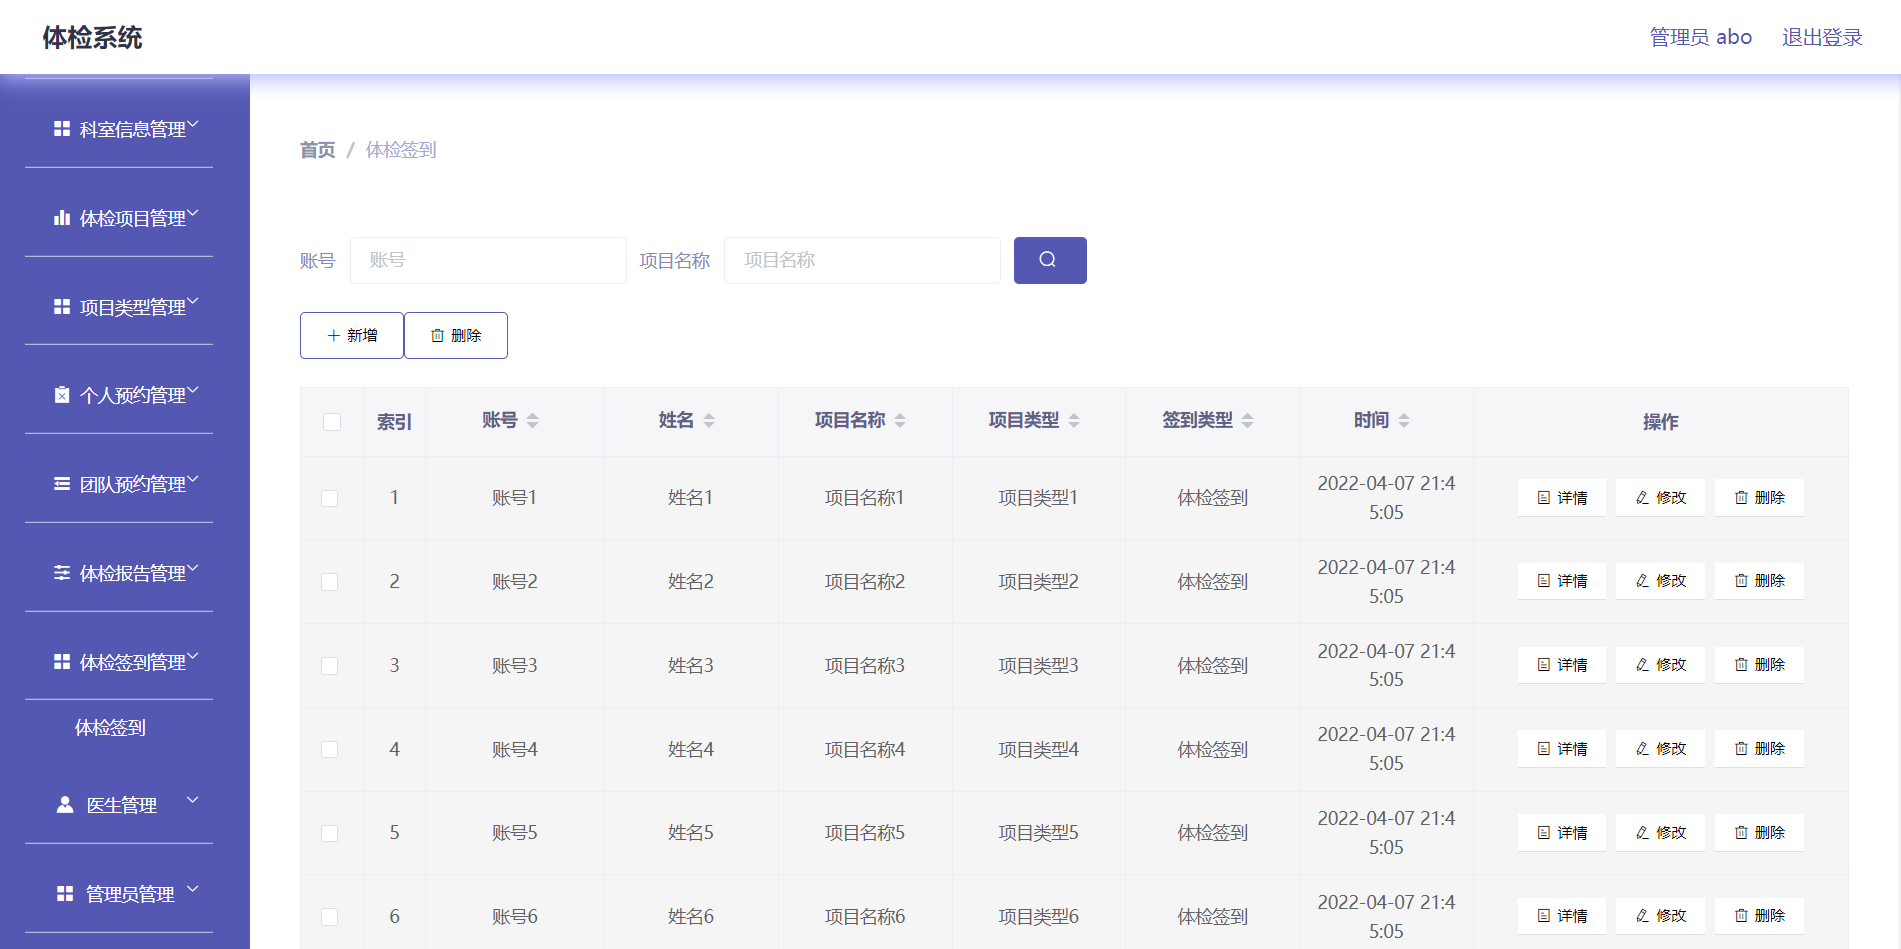 体检系统
管理员 abo 退出登录
科室信息管理
体检项目管理
项目类型管理
个人预约管理
团队预约管理
体检报告管理
体检签到管理
体检签到
医生管理
管理员管理
首页 / 体检签到
账号 账号 项目名称 项目名称
新增 删除
索引 账号 姓名 项目名称 项目类型 签到类型 时间 操作
1 账号1 姓名1 项目名称1 项目类型1 体检签到 2022-04-07 21:4
5:05 详情 修改 删除
2 账号2 姓名2 项目名称2 项目类型2 体检签到 2022-04-07 21:4
5:05 详情 修改 删除
3 账号3 姓名3 项目名称3 项目类型3 体检签到 2022-04-07 21:4
5:05 详情 修改 删除
4 账号4 姓名4 项目名称4 项目类型4 体检签到 2022-04-07 21:4
5:05 详情 修改 删除
5 账号5 姓名5 项目名称5 项目类型5 体检签到 2022-04-07 21:4
5:05 详情 修改 删除
6 账号6 姓名6 项目名称6 项目类型6 体检签到 2022-04-07 21:4
5:05 详情 修改 删除